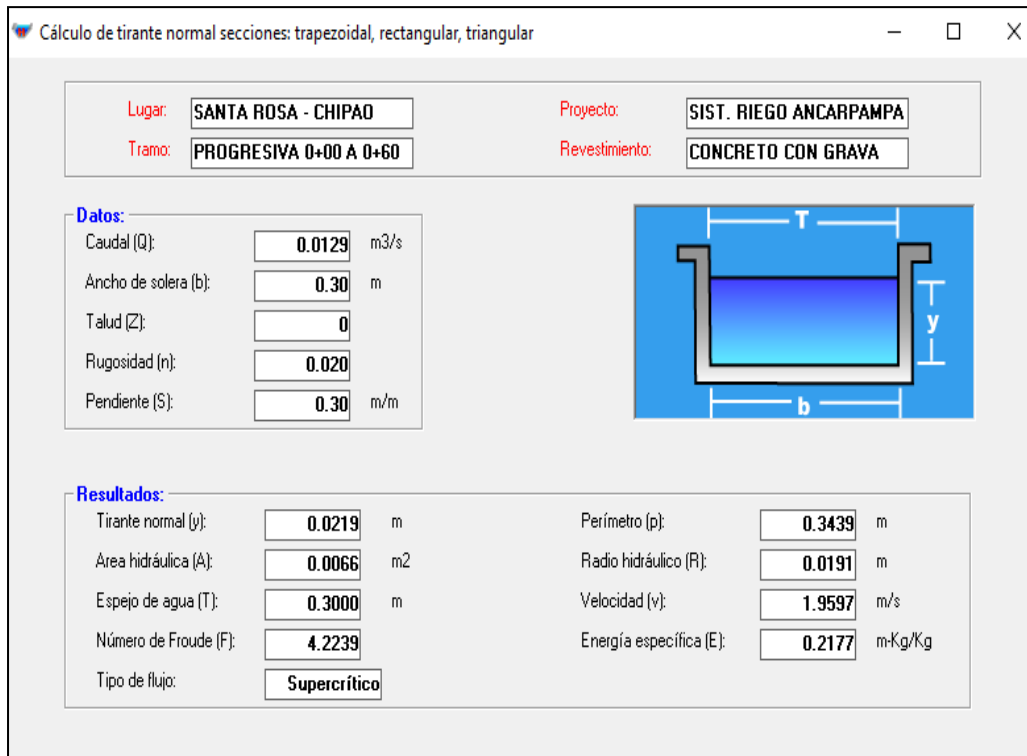 Cálculo de tirante normal secciones: trapezoidal, rectangular, triangular
Lugar: SANTA ROSA - CHIPAO Proyecto: SIST. RIEGO ANCARPAMPA
Tramo: PROGRESIVA 0+00 A 0+60 Revestimiento: CONCRETO CON GRAVA
Datos:
Caudal (Q): 0.0129 m3/s
Ancho de solera (b): 0.30 m
Talud (Z): 0
Rugosidad (n): 0.020
Pendiente (S): 0.30 m/m
T
y
b
Resultados:
Tirante normal (y): 0.0219 m Perímetro (p): 0.3439 m
Area hidráulica (A): 0.0066 m2 Radio hidráulico (R): 0.0191 m
Espejo de agua (T): 0.3000 m Velocidad (v): 1.9597 m/s
Número de Froude (F): 4.2239 Energía específica (E): 0.2177 m-Kg/Kg
Tipo de flujo: Supercrítico